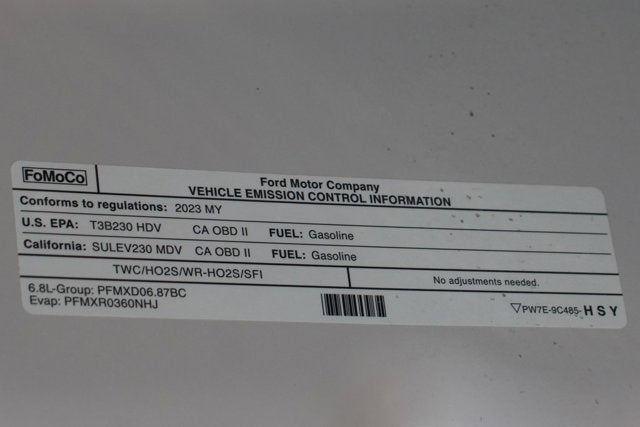 FoMoCo
Ford Motor Company
VEHICLE EMISSION CONTROL INFORMATION
Conforms to regulations: 2023 MY
U.S. EPA: T3B230 HDV CA OBD II FUEL: Gasoline
California: SULEV230 MDV CA OBD II FUEL: Gasoline
TWC/HO2S/WR-HO2S/SFI No adjustments needed.
6.8L-Group: PFMXD06.87BC
Evap: PFMXR0360NHJ
▽PW7E-9C485- H S Y